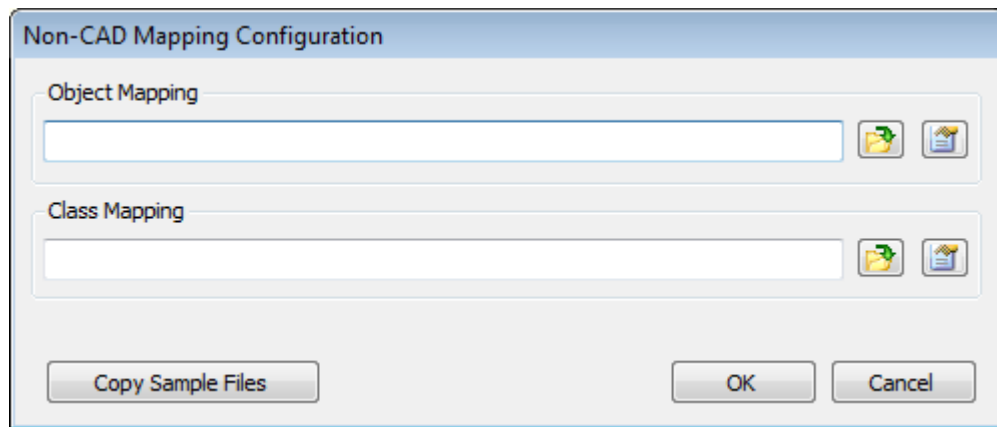 Non-CAD Mapping Configuration
Object Mapping
Class Mapping
Copy Sample Files OK Cancel